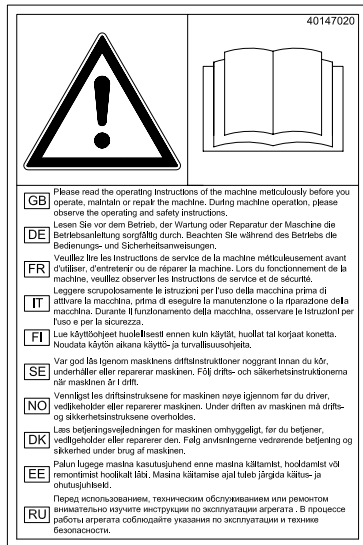 40147020
GB Please read the operating instructions of the machine meticulously before you
operate, maintain or repair the machine. During machine operation, please
observe the operating and safety instructions.
DE Lesen Sie vor dem Betrieb, der Wartung oder Reparatur der Maschine die
Betriebsanleitung sorgfältig durch. Beachten Sie während des Betriebs die
Bedienungs- und Sicherheitsanweisungen.
FR Veuillez lire les Instructions de service de la machine méticuleusement avant
d'utiliser, d'entretenir ou de réparer la machine. Lors du fonctionnement de la
machine, veuillez observer les Instructions de service et de sécurité.
IT Leggere scrupolosamente le istruzioni per l'uso della macchina prima di
attivare la macchina, prima di eseguire la manutenzione o la riparazione della
macchina. Durante il funzionamento della macchina, osservare le istruzioni per
l'uso e per la sicurezza.
FI Lue käyttöohjeet huolellisesti ennen kuin käytät, huollat tai korjaat konetta.
Noudata käytön aikana käyttö- ja turvallisuusohjeita.
SE Var god läs igenom maskinens driftsinstruktioner noggrant innan du kör,
underhåller eller reparerar maskinen. Följ drifts- och säkerhetsinstruktionerna
när maskinen är i drift.
NO Vennligst les driftsinstruksene for maskinen nøye igjennom før du driver,
vedlikeholder eller reparerer maskinen. Under driften av maskinen må drifts-
og sikkerhetsinstruksene overholdes.
DK Læs betjeningsvejledningen for maskinen omhyggeligt, før du betjener,
vedligeholder eller reparerer den. Følg anvisningerne vedrørende betjening og
sikkerhed under brug af maskinen.
EE Palun lugege masina kasutusjuhend enne masina käitamist, hooldamist või
remontimist hoolikalt läbi. Masina käitamise ajal tuleb järgida käitus- ja
ohutusjuhiseid.
RU Перед использованием, техническим обслуживанием или ремонтом
внимательно изучите инструкции по эксплуатации агрегата . В процессе
работы агрегата соблюдайте указания по эксплуатации и технике
безопасности.